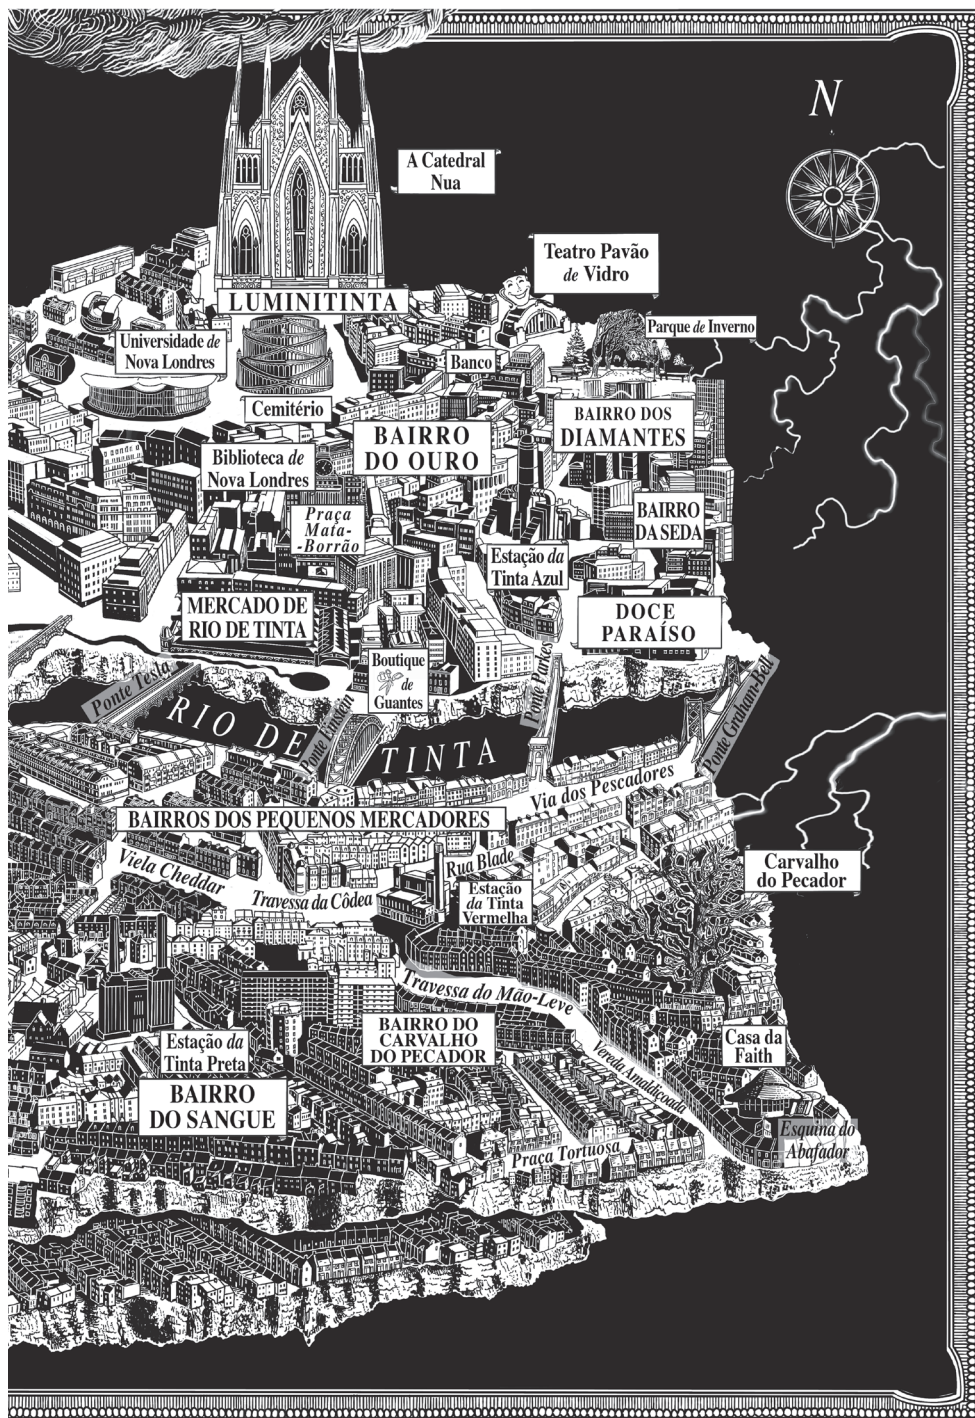 N
A Catedral
Nua
Teatro Pavão
de Vidro
LUMINITINTA
Parque de Inverno
Universidade de
Nova Londres
Banco
Cemitério
BAIRRO DOS
DIAMANTES
BAIRRO
DO OURO
Biblioteca de
Nova Londres
BAIRRO
DA SEDA
Praça
Mata-
-Borrão
Estação da
Tinta Azul
MERCADO DE
RIO DE TINTA
DOCE
PARAÍSO
Boutique
de
Guantes
Ponte Tesla
Ponte Einstein
Ponte Parkes
Ponte Graham-Bell
RIO DE
TINTA
Via dos Pescadores
BAIRROS DOS PEQUENOS MERCADORES
Viela Cheddar
Rua Blade
Carvalho
do Pecador
Travessa da Côdea
Estação
da Tinta
Vermelha
Travessa do Mão-Leve
BAIRRO DO
CARVALHO
DO PECADOR
Casa da
Faith
Estação da
Tinta Preta
Vereda Amaldiçoada
BAIRRO
DO SANGUE
Esquina do
Abafador
Praça Tortuosa